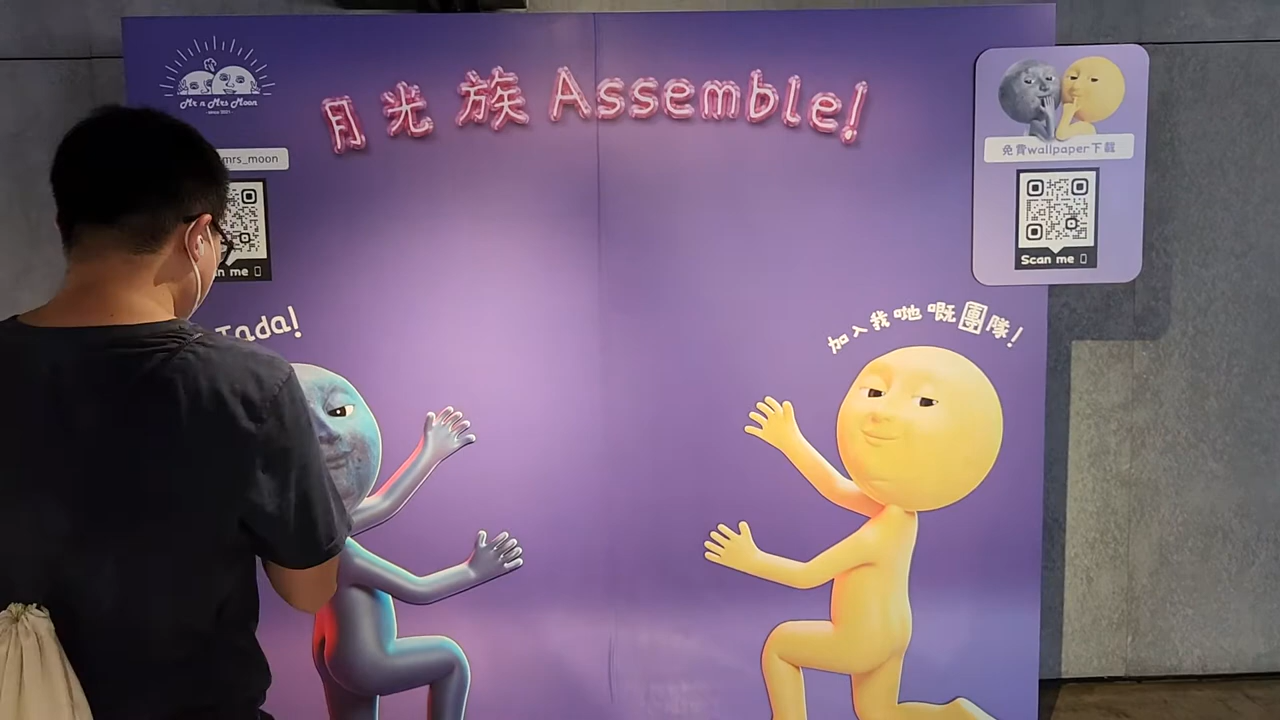 Mr n Mrs Moon
- since 2021 -
月光族 Assemble!
mrs_moon
免費wallpaper下載
Scan me
n me
Tada!
加入我哋嘅團隊!